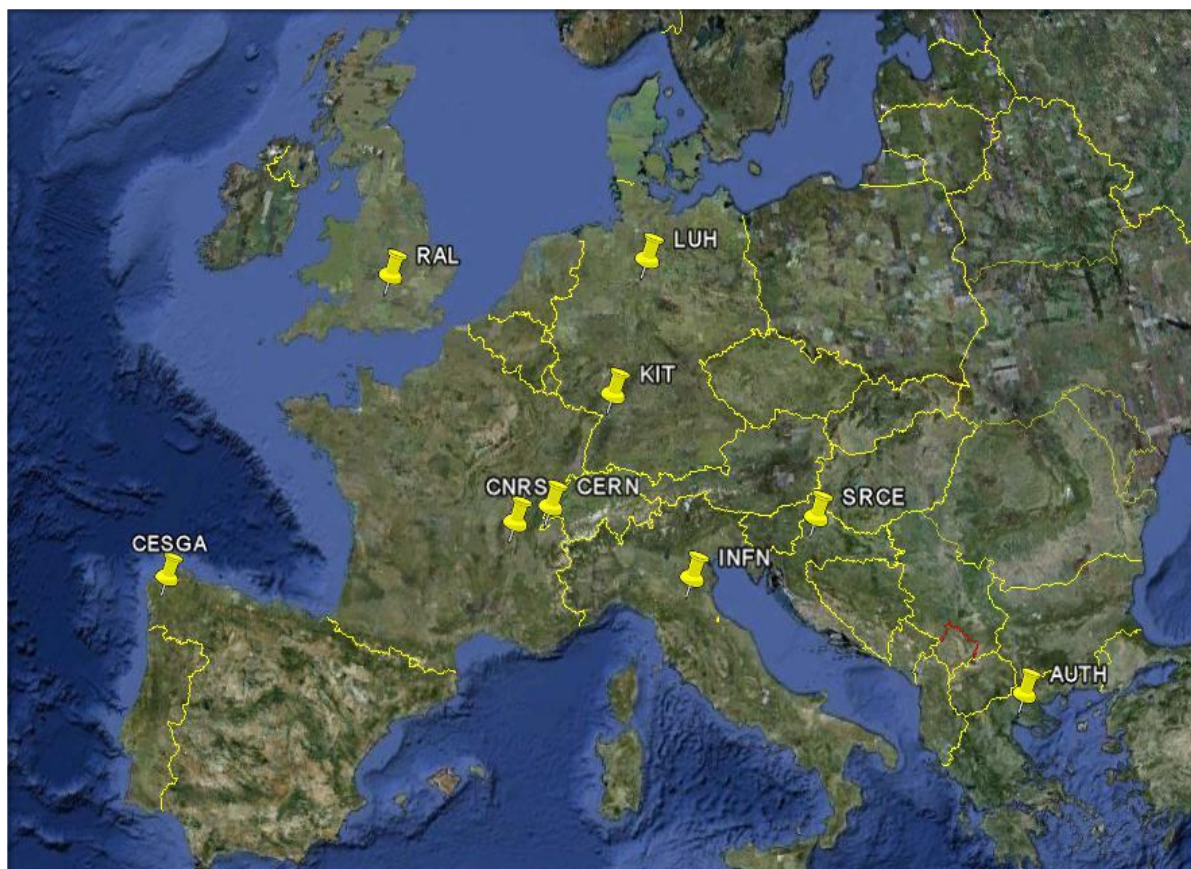 LUH
RAL
KIT
CNRS
CERN
SRCE
CESGA
INFN
AUTH